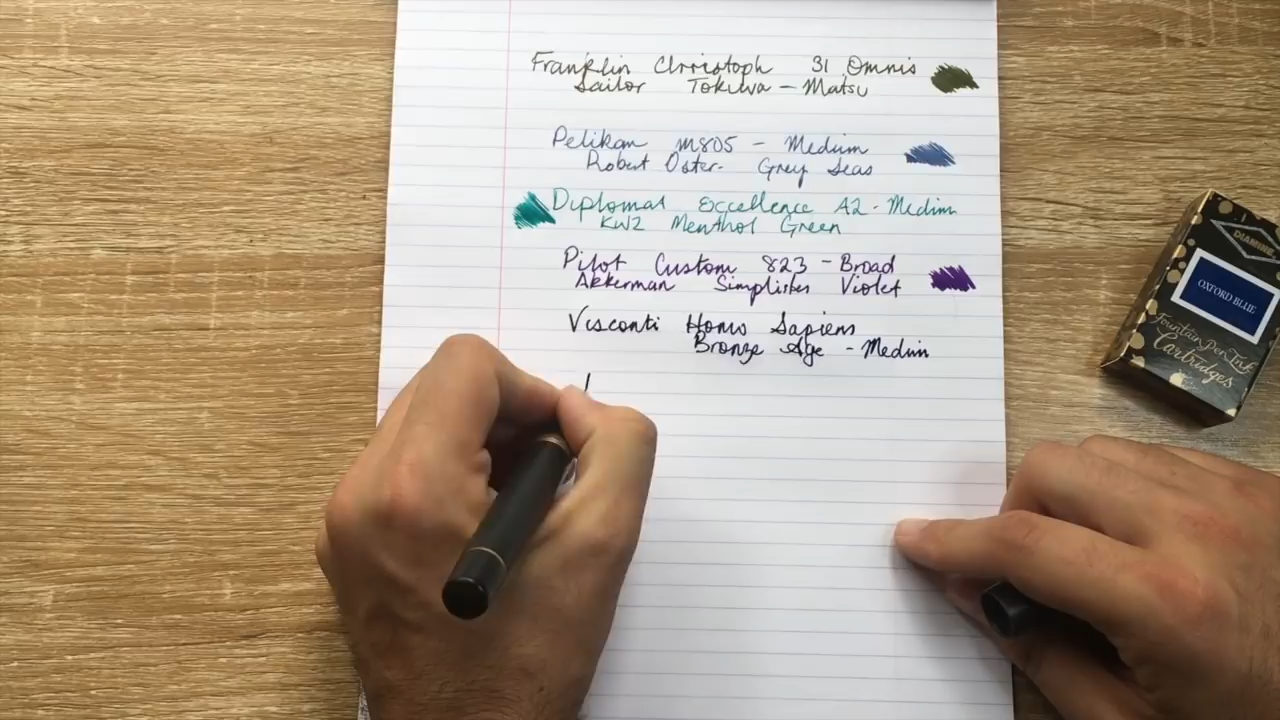 Franklin Christoph 31 Omnis
Sailor Tokiwa - Matsu
Pelikan M805 - Medium
Robert Oster - Grey Seas
Diplomat Excellence A2 - Medium
KWZ Menthol Green
Pilot Custom 823 - Broad
Akkerman Simplisties Violet
Visconti Homo Sapiens
Bronze Age - Medium
DIAMINE
OXFORD BLUE
Fountain Pen Ink
Cartridges